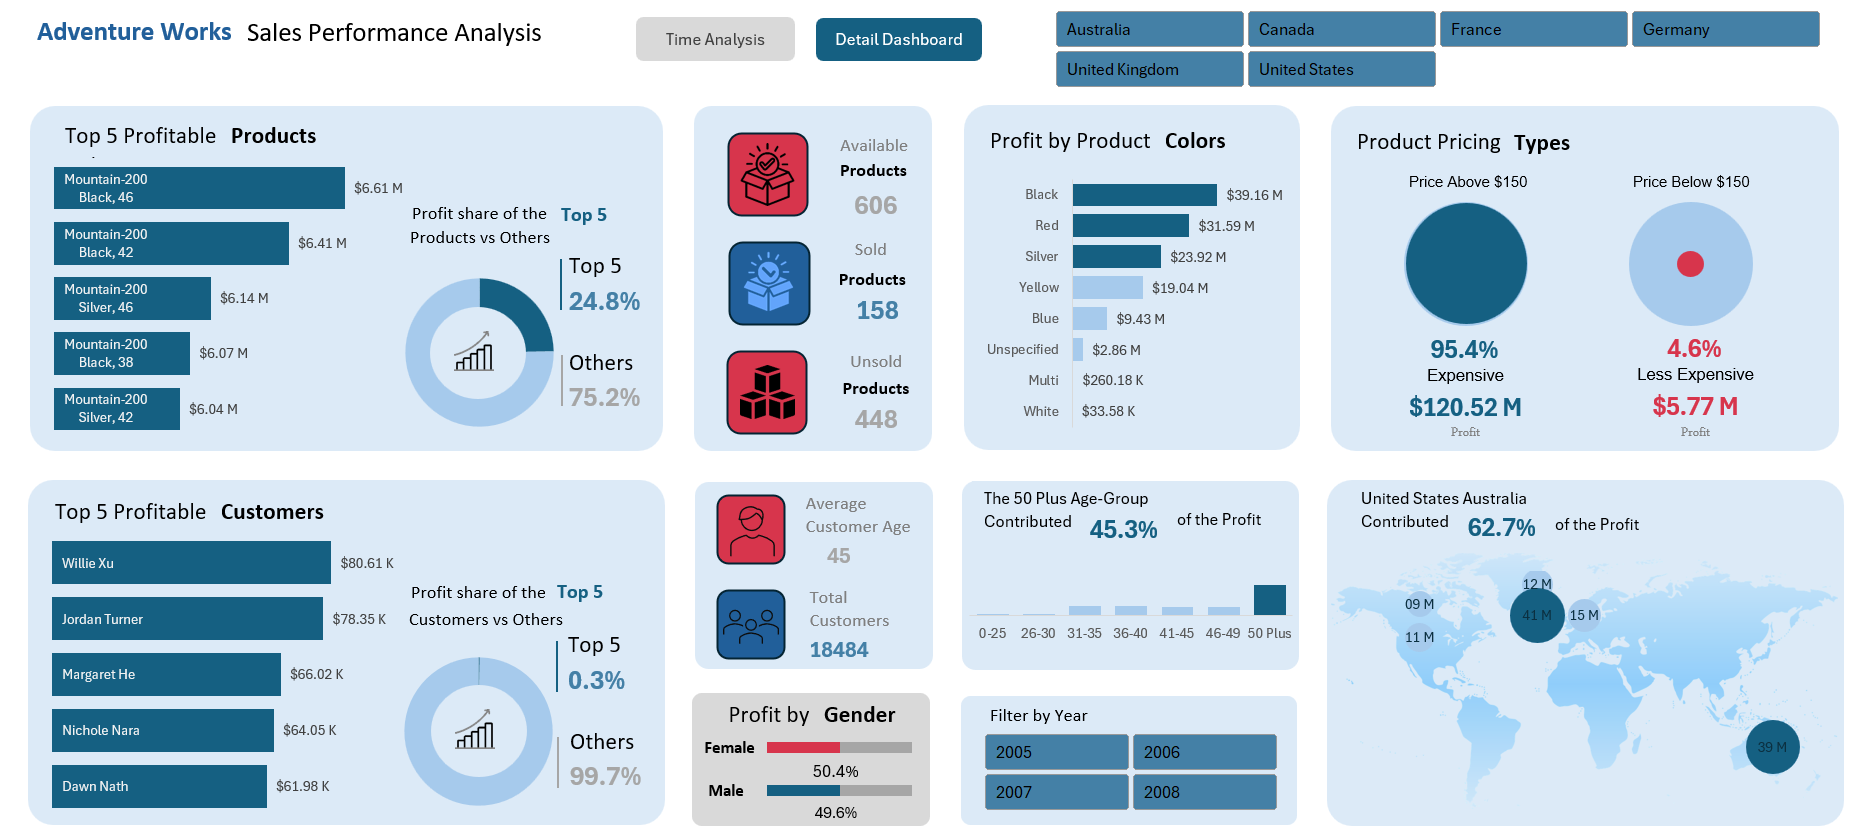 Adventure Works Sales Performance Analysis
Time Analysis
Detail Dashboard
Australia
Canada
France
Germany
United Kingdom
United States
Top 5 Profitable Products
Mountain-200
Black, 46
$6.61 M
Mountain-200
Black, 42
$6.41 M
Mountain-200
Silver, 46
$6.14 M
Mountain-200
Black, 38
$6.07 M
Mountain-200
Silver, 42
$6.04 M
Profit share of the Top 5
Products vs Others
Top 5
24.8%
Others
75.2%
Available
Products
606
Sold
Products
158
Unsold
Products
448
Profit by Product Colors
Black $39.16 M
Red $31.59 M
Silver $23.92 M
Yellow $19.04 M
Blue $9.43 M
Unspecified $2.86 M
Multi $260.18 K
White $33.58 K
Product Pricing Types
Price Above $150
95.4%
Expensive
$120.52 M
Profit
Price Below $150
4.6%
Less Expensive
$5.77 M
Profit
Top 5 Profitable Customers
Willie Xu $80.61 K
Jordan Turner $78.35 K
Margaret He $66.02 K
Nichole Nara $64.05 K
Dawn Nath $61.98 K
Profit share of the Top 5
Customers vs Others
Top 5
0.3%
Others
99.7%
Average
Customer Age
45
Total
Customers
18484
Profit by Gender
Female
50.4%
Male
49.6%
The 50 Plus Age-Group
Contributed 45.3% of the Profit
0-25 26-30 31-35 36-40 41-45 46-49 50 Plus
Filter by Year
2005
2006
2007
2008
United States Australia
Contributed 62.7% of the Profit
12 M
09 M
41 M
15 M
11 M
39 M